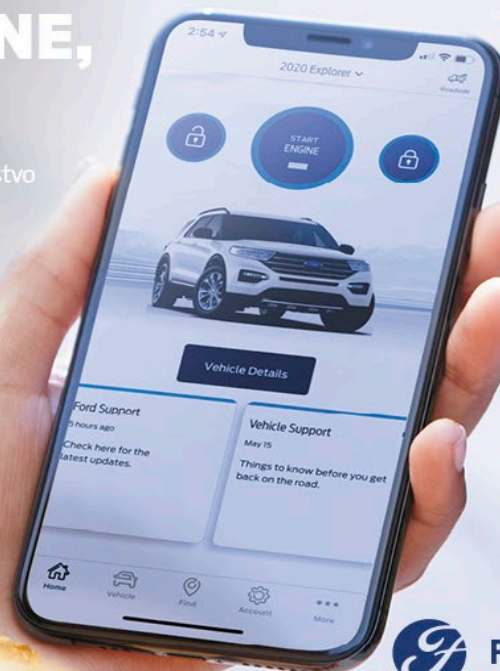 NE,
tvo
2:54
2020 Explorer
Roadside
START
ENGINE
Vehicle Details
Ford Support
5 hours ago
Check here for the
latest updates.
Vehicle Support
May 15
Things to know before you get
back on the road.
Home
Vehicle
Find
Account
More